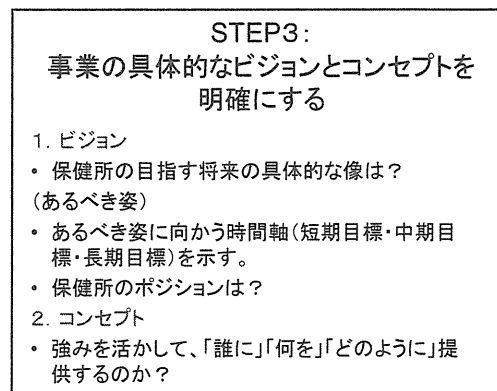 STEP3：
事業の具体的なビジョンとコンセプトを
明確にする
１．ビジョン
・ 保健所の目指す将来の具体的な像は？
（あるべき姿）
・ あるべき姿に向かう時間軸（短期目標・中期目
標・長期目標）を示す。
・ 保健所のポジションは？
２．コンセプト
・ 強みを活かして、「誰に」「何を」「どのように」提
供するのか？